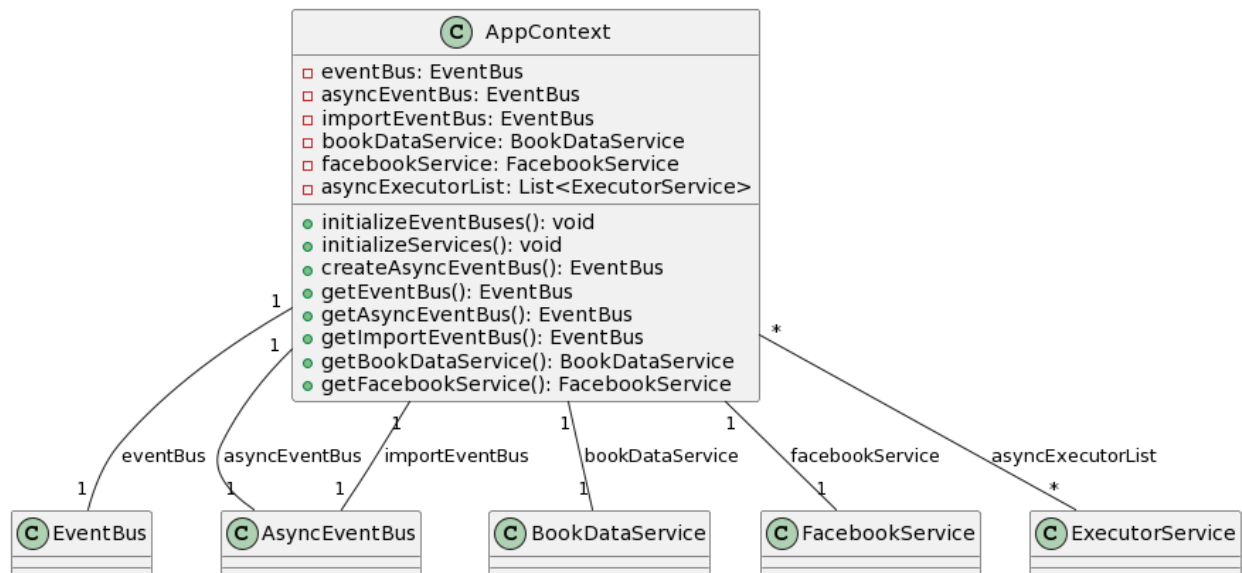 C AppContext
eventBus: EventBus
asyncEventBus: EventBus
importEventBus: EventBus
bookDataService: BookDataService
facebookService: FacebookService
asyncExecutorList: List<ExecutorService>
initializeEventBuses(): void
initializeServices(): void
createAsyncEventBus(): EventBus
getEventBus(): EventBus
getAsyncEventBus(): EventBus
getImportEventBus(): EventBus
getBookDataService(): BookDataService
getFacebookService(): FacebookService
1
1
*
1 1 1
eventBus asyncEventBus importEventBus bookDataService facebookService asyncExecutorList
1 1 1 1 1 *
C EventBus C AsyncEventBus C BookDataService C FacebookService C ExecutorService